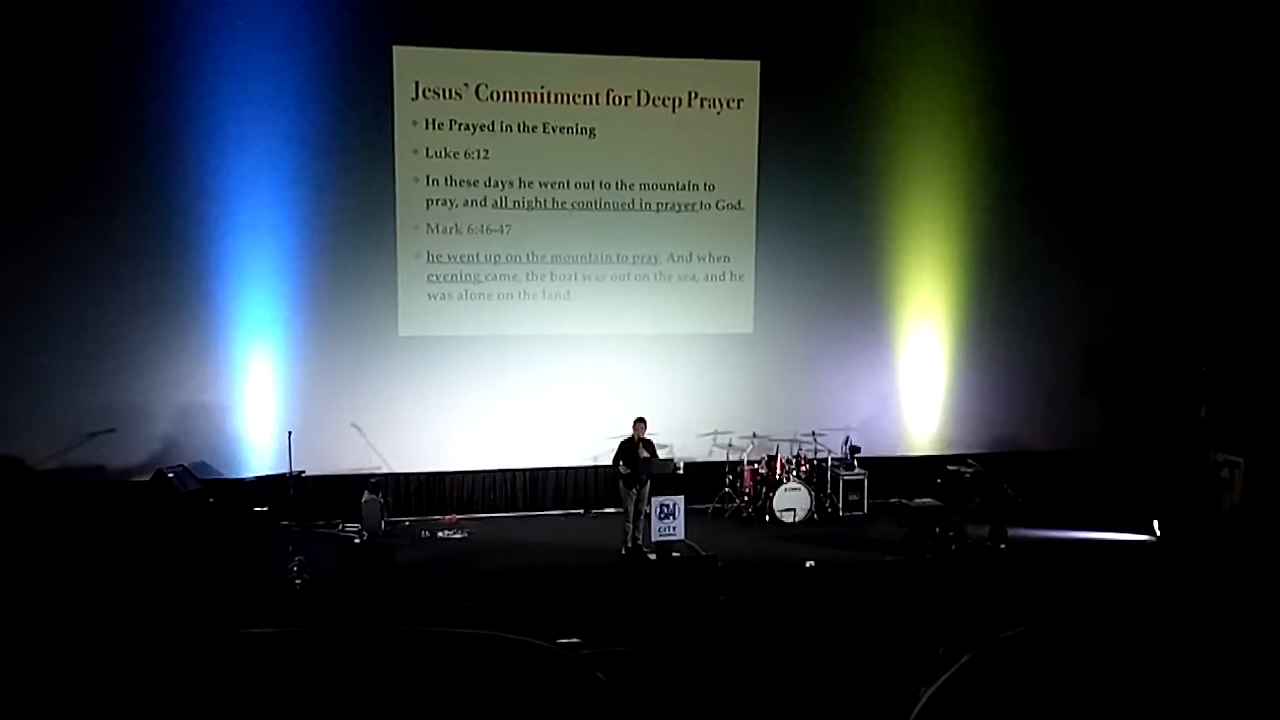 Jesus' Commitment for Deep Prayer
He Prayed in the Evening
Luke 6:12
In these days he went out to the mountain to
pray, and all night he continued in prayer to God.
Mark 6:46-47
he went up on the mountain to pray. And when
evening came, the boat was out on the sea, and he
was alone on the land.
SM
CITY